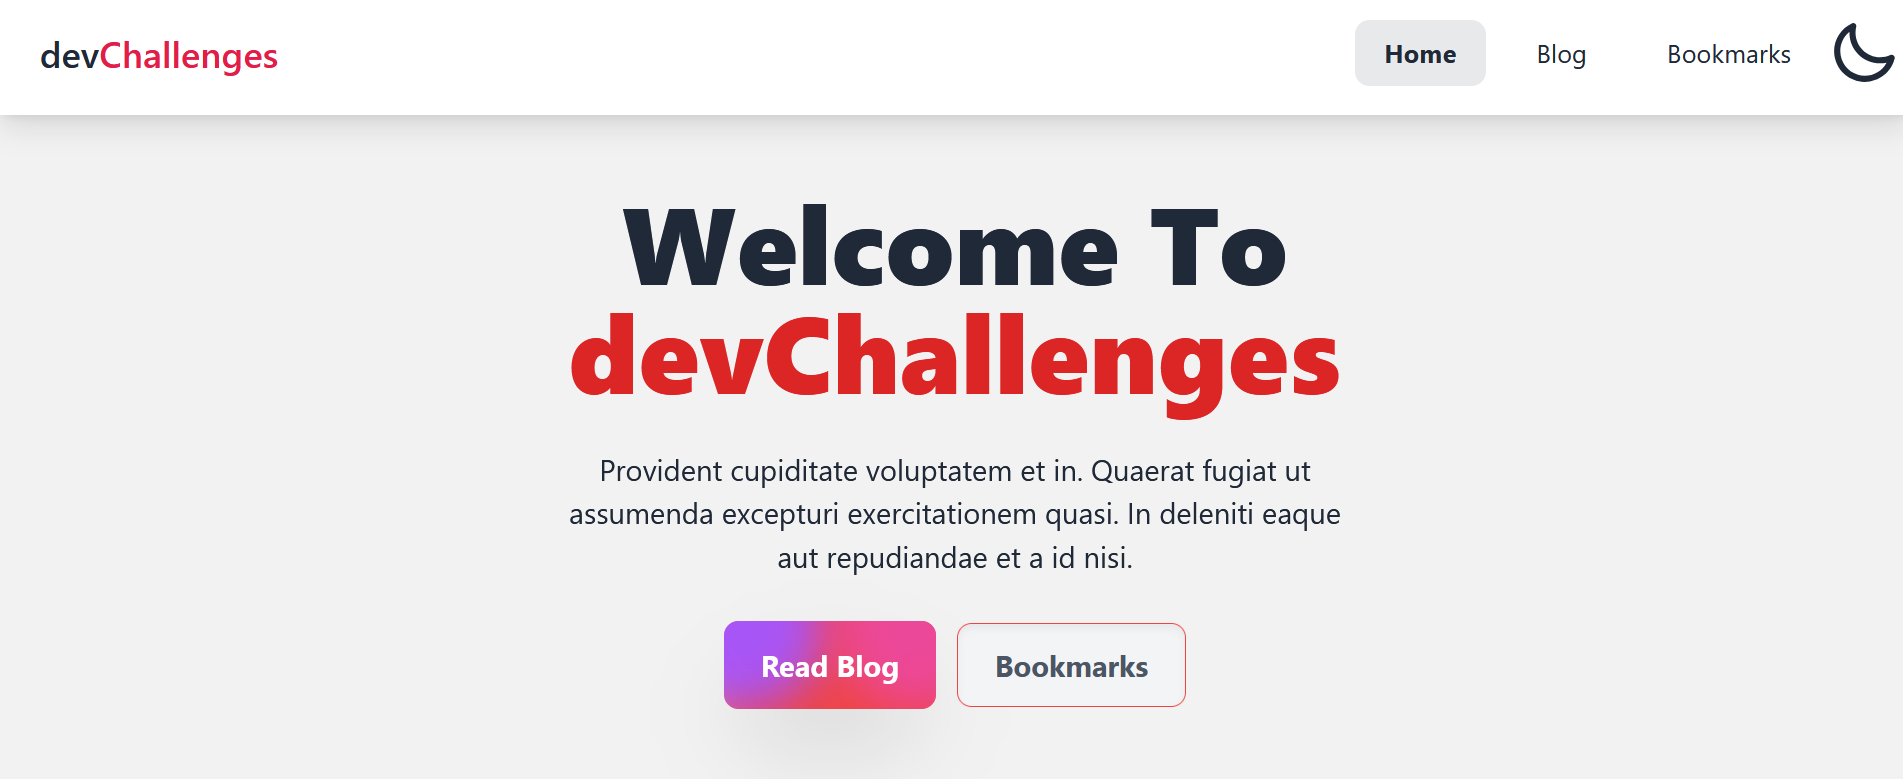 devChallenges
Home
Blog
Bookmarks
Welcome To
devChallenges
Provident cupiditate voluptatem et in. Quaerat fugiat ut
assumenda excepturi exercitationem quasi. In deleniti eaque
aut repudiandae et a id nisi.
Read Blog
Bookmarks